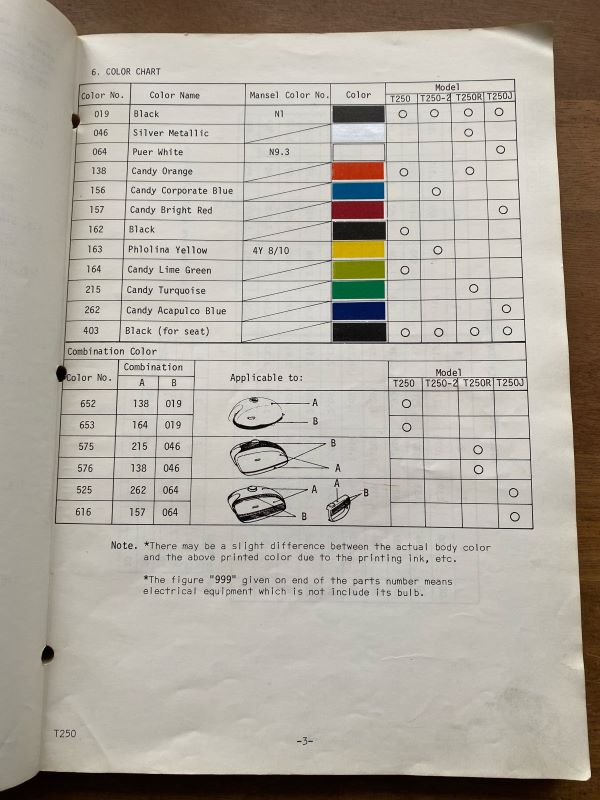 6. COLOR CHART
Color No. Color Name Mansel Color No. Color Model
T250 T250-2 T250R T250J
019 Black N1 ○ ○ ○ ○
046 Silver Metallic ○
064 Puer White N9.3 ○
138 Candy Orange ○ ○
156 Candy Corporate Blue ○
157 Candy Bright Red ○
162 Black ○
163 Phlolina Yellow 4Y 8/10 ○
164 Candy Lime Green ○
215 Candy Turquoise ○
262 Candy Acapulco Blue ○
403 Black (for seat) ○ ○ ○ ○
Combination Color
Color No. Combination Applicable to: Model
A B T250 T250-2 T250R T250J
652 138 019 A ○
653 164 019 B ○
575 215 046 B ○
576 138 046 A ○
525 262 064 A A B ○
616 157 064 B ○
Note. *There may be a slight difference between the actual body color
and the above printed color due to the printing ink, etc.
*The figure "999" given on end of the parts number means
electrical equipment which is not include its bulb.
T250
-3-